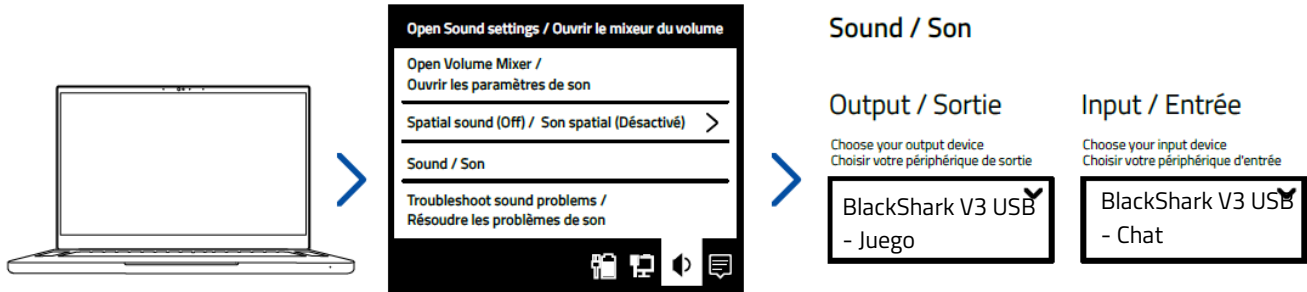 Open Sound settings / Ouvrir le mixeur du volume
Open Volume Mixer /
Ouvrir les paramètres de son
Spatial sound (Off) / Son spatial (Désactivé)
Sound / Son
Troubleshoot sound problems /
Résoudre les problèmes de son
Sound / Son
Output / Sortie
Choose your output device
Choisir votre périphérique de sortie
BlackShark V3 USB
- Juego
Input / Entrée
Choose your input device
Choisir votre périphérique d'entrée
BlackShark V3 USB
- Chat